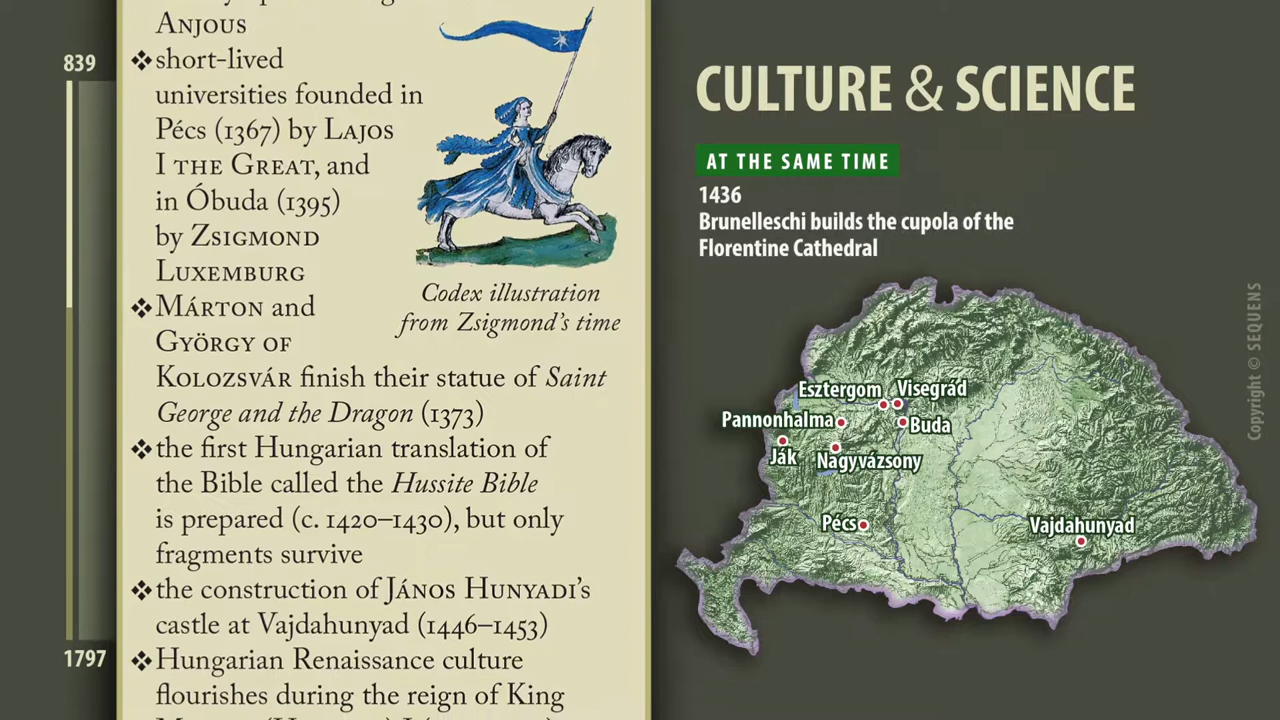 839
1797
ANJOUS
❖ short-lived
universities founded in
Pécs (1367) by LAJOS
I THE GREAT, and
in Óbuda (1395)
by ZSIGMOND
LUXEMBURG
❖ MÁRTON and
GYÖRGY OF
KOLOZSVÁR finish their statue of Saint
George and the Dragon (1373)
❖ the first Hungarian translation of
the Bible called the Hussite Bible
is prepared (c. 1420–1430), but only
fragments survive
❖ the construction of JÁNOS HUNYADI’s
castle at Vajdahunyad (1446–1453)
❖ Hungarian Renaissance culture
flourishes during the reign of King
Codex illustration
from Zsigmond’s time
CULTURE & SCIENCE
AT THE SAME TIME
1436
Brunelleschi builds the cupola of the
Florentine Cathedral
Esztergom
Visegrád
Pannonhalma
Buda
Ják
Nagyvázsony
Pécs
Vajdahunyad
Copyright © SEQUENS